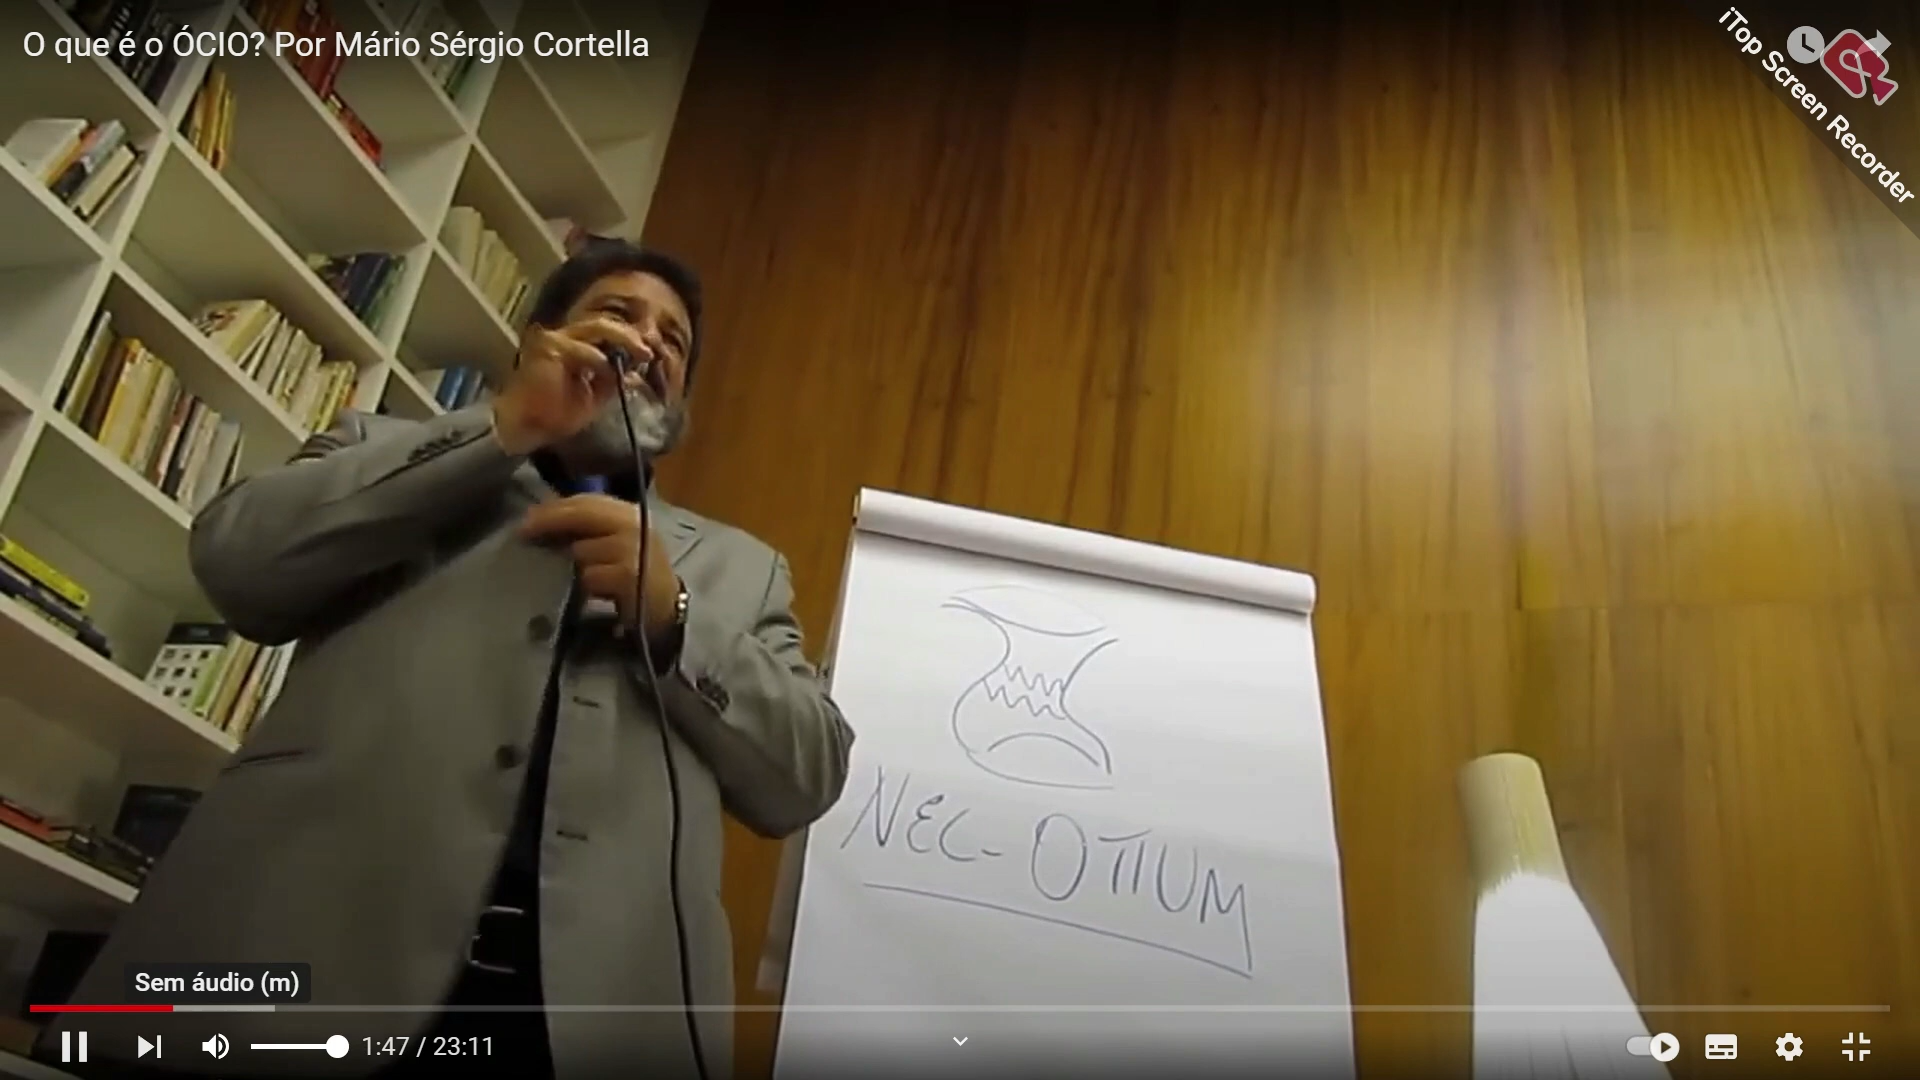 O que é o ÓCIO? Por Mário Sérgio Cortella
iTop Screen Recorder
NEC-OTIUM
Sem áudio (m)
1:47 / 23:11